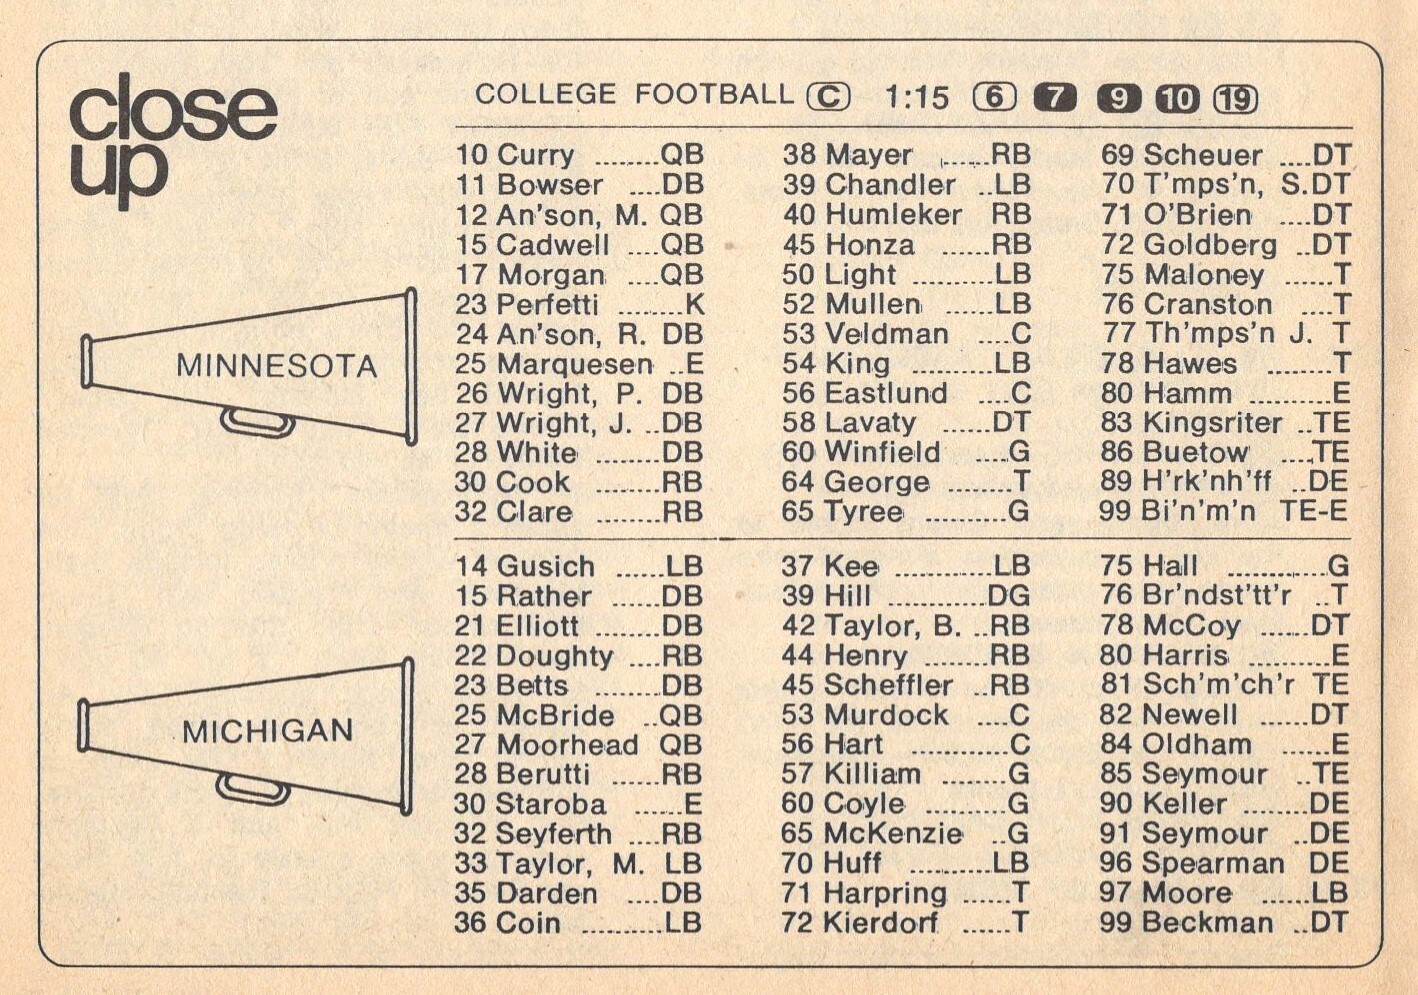 close
up
COLLEGE FOOTBALL C 1:15 6 7 9 10 19
MINNESOTA
10 Curry ........QB
11 Bowser ....DB
12 An'son, M. QB
15 Cadwell ....QB
17 Morgan ....QB
23 Perfetti ........K
24 An'son, R. DB
25 Marquesen ..E
26 Wright, P. DB
27 Wright, J. ..DB
28 White ........DB
30 Cook ........RB
32 Clare ........RB
38 Mayer ......RB
39 Chandler ..LB
40 Humleker RB
45 Honza ......RB
50 Light ..........LB
52 Mullen ......LB
53 Veldman ....C
54 King ..........LB
56 Eastlund ....C
58 Lavaty ......DT
60 Winfield ....G
64 George ......T
65 Tyree ..........G
69 Scheuer ....DT
70 T'mps'n, S.DT
71 O'Brien ....DT
72 Goldberg ..DT
75 Maloney ......T
76 Cranston ....T
77 Th'mps'n J. T
78 Hawes ........T
80 Hamm ..........E
83 Kingsriter ..TE
86 Buetow ....TE
89 H'rk'nh'ff ..DE
99 Bi'n'm'n TE-E
MICHIGAN
14 Gusich ......LB
15 Rather ......DB
21 Elliott ........DB
22 Doughty ....RB
23 Betts ..........DB
25 McBride ..QB
27 Moorhead QB
28 Berutti ......RB
30 Staroba ......E
32 Seyferth ....RB
33 Taylor, M. LB
35 Darden ....DB
36 Coin ..........LB
37 Kee ............LB
39 Hill ............DG
42 Taylor, B. ..RB
44 Henry ........RB
45 Scheffler ..RB
53 Murdock ....C
56 Hart ............C
57 Killiam ........G
60 Coyle ..........G
65 McKenzie ..G
70 Huff ..........LB
71 Harpring ......T
72 Kierdorf ......T
75 Hall ............G
76 Br'ndst'tt'r ..T
78 McCoy ......DT
80 Harris ..........E
81 Sch'm'ch'r TE
82 Newell ......DT
84 Oldham ......E
85 Seymour ..TE
90 Keller ........DE
91 Seymour ..DE
96 Spearman DE
97 Moore ......LB
99 Beckman ..DT